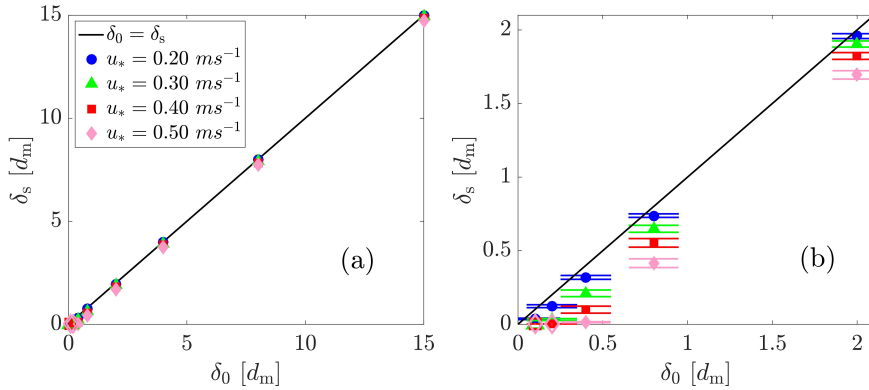 15
10
5
0
δs [dm]
δ0 = δs
u* = 0.20 ms⁻¹
u* = 0.30 ms⁻¹
u* = 0.40 ms⁻¹
u* = 0.50 ms⁻¹
(a)
0 5 10 15
δ0 [dm]
2
1.5
1
0.5
0
δs [dm]
(b)
0 0.5 1 1.5 2
δ0 [dm]